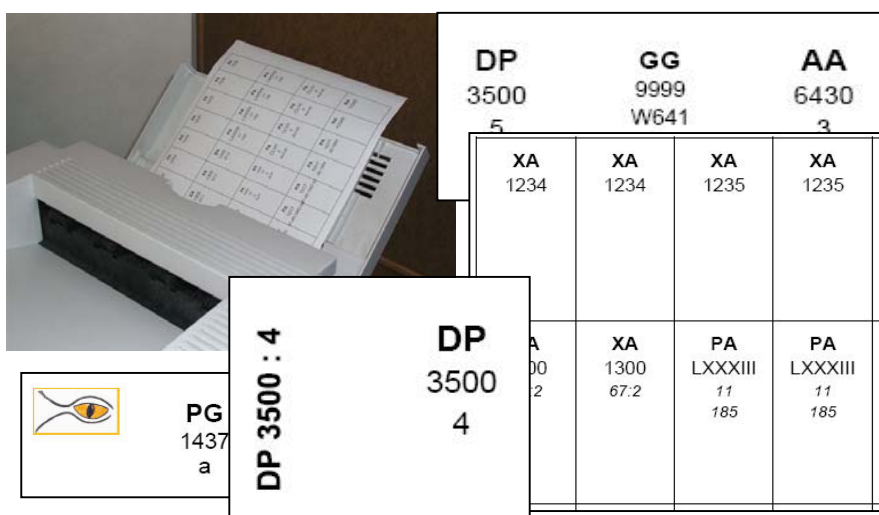 DP GG AA
3500 9999 6430
5 W641 3
XA XA XA XA
1234 1234 1235 1235
XA PA PA
1300 LXXXIII LXXXIII
67:2 11 11
185 185
DP 3500 : 4
DP
3500
4
PG
1437
a